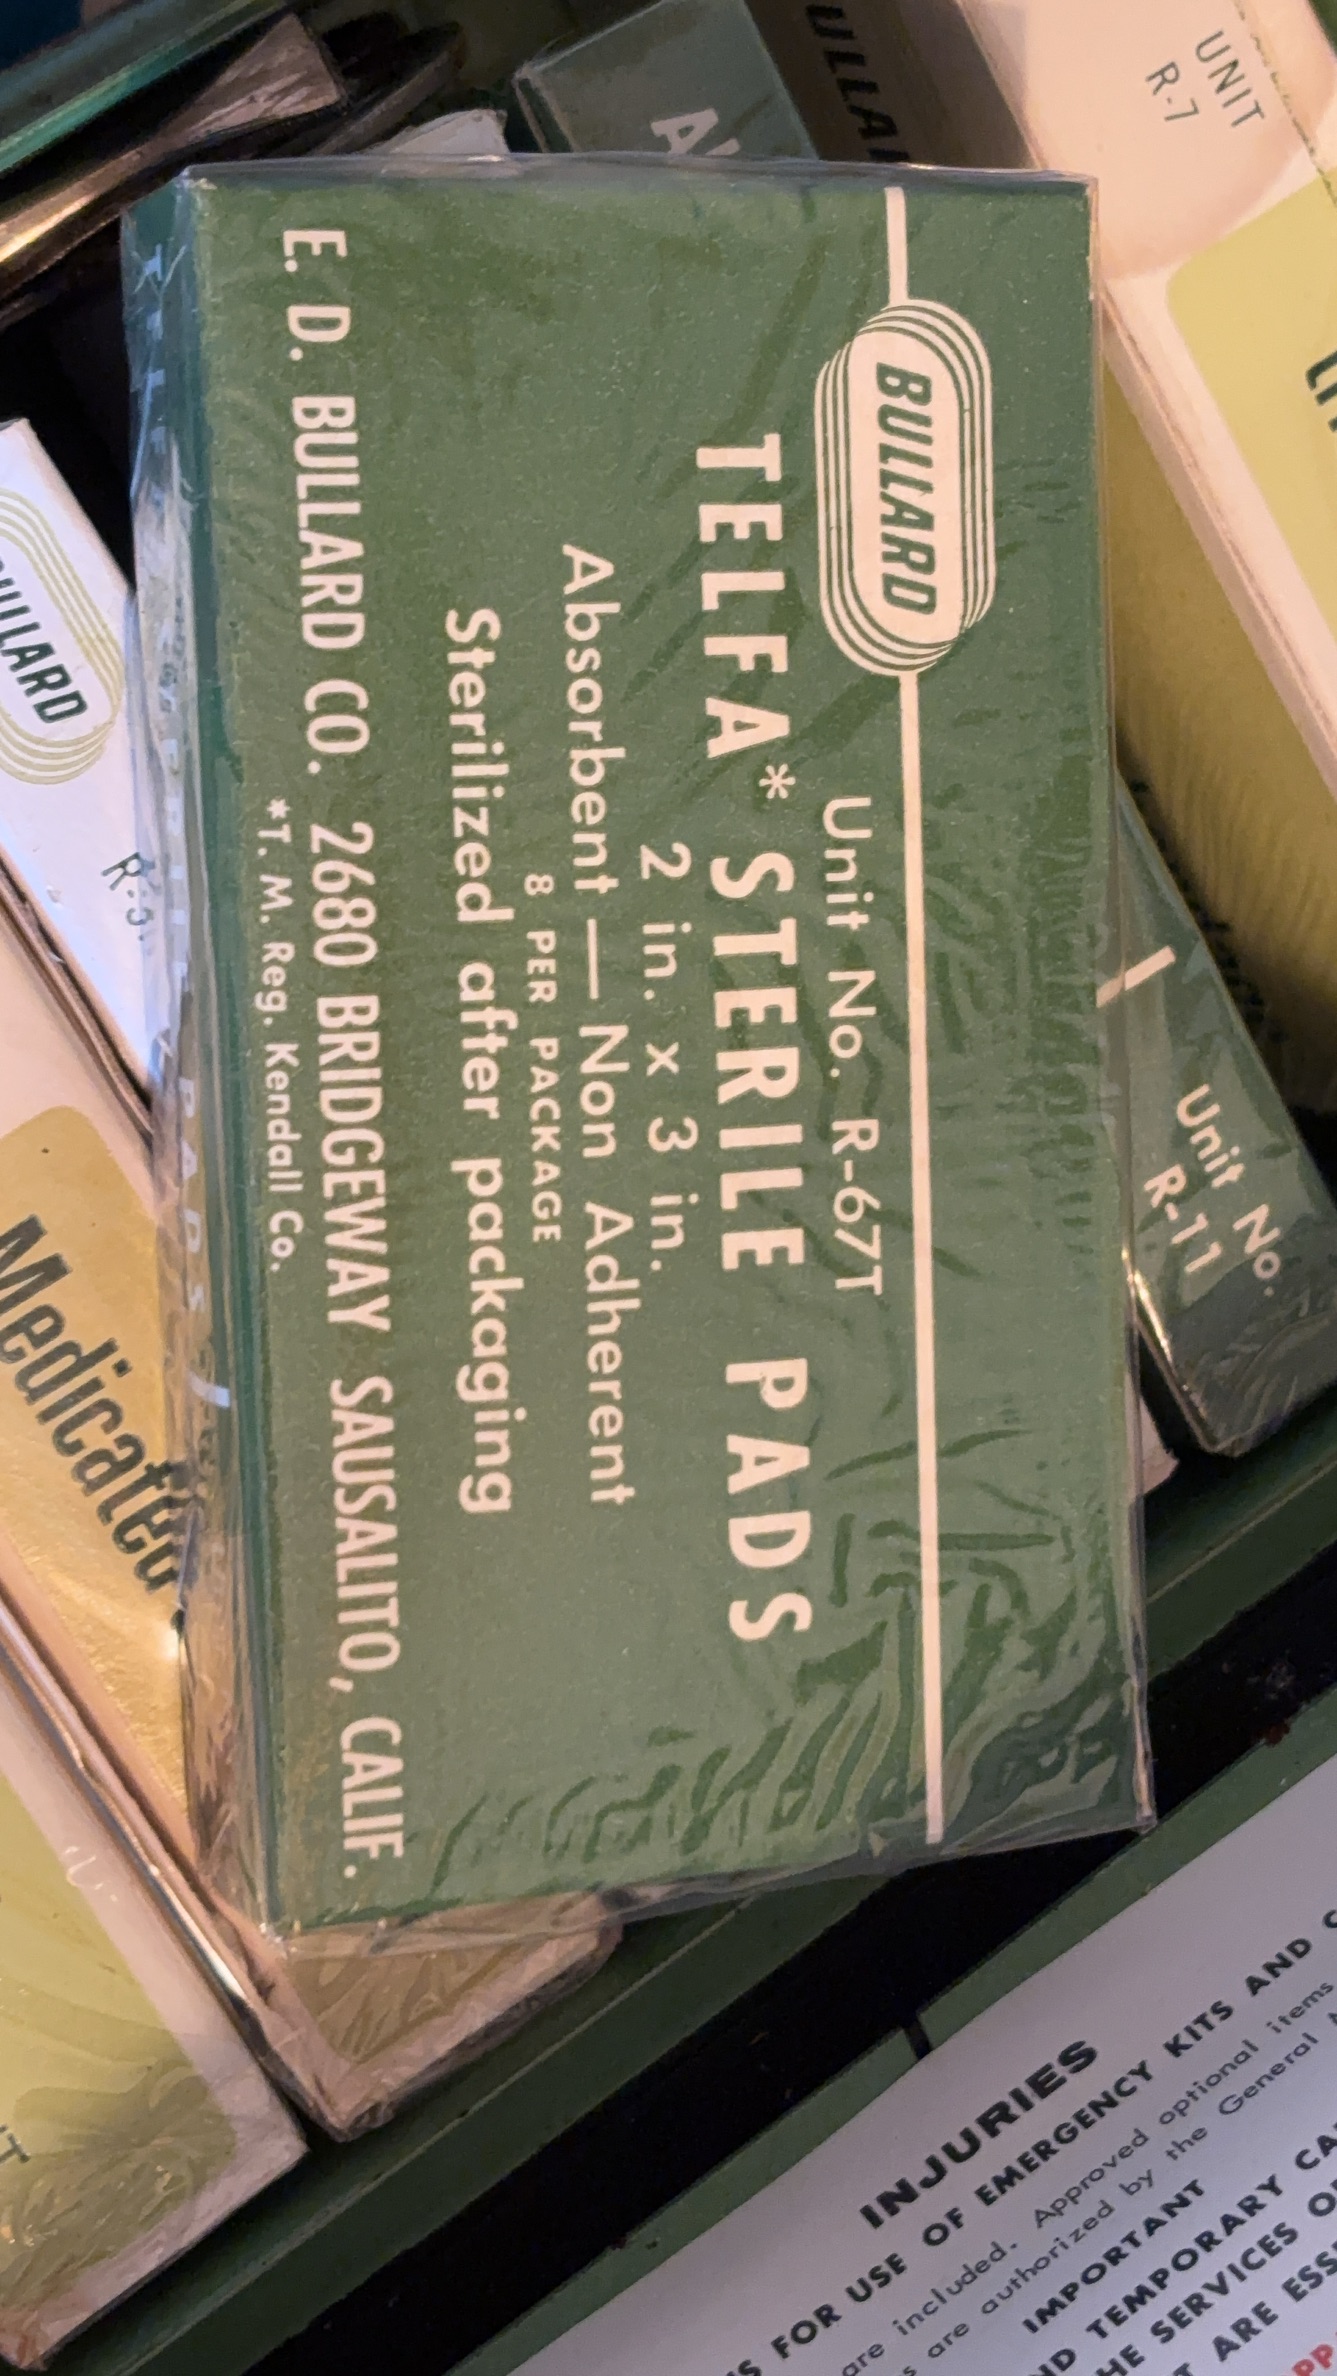 BULLARD
Unit No. R-67T
TELFA* STERILE PADS
2 in. x 3 in.
Absorbent — Non Adherent
8 PER PACKAGE
Sterilized after packaging
E. D. BULLARD CO. 2680 BRIDGEWAY SAUSALITO, CALIF.
*T. M. Reg. Kendall Co.
UNIT
R-7
Unit No.
R-11
BULLARD
Medicated
PADS
INJURIES
FOR USE OF EMERGENCY KITS AND
are included. Approved optional items
are authorized by the General
IMPORTANT
TEMPORARY
SERVICES
ARE